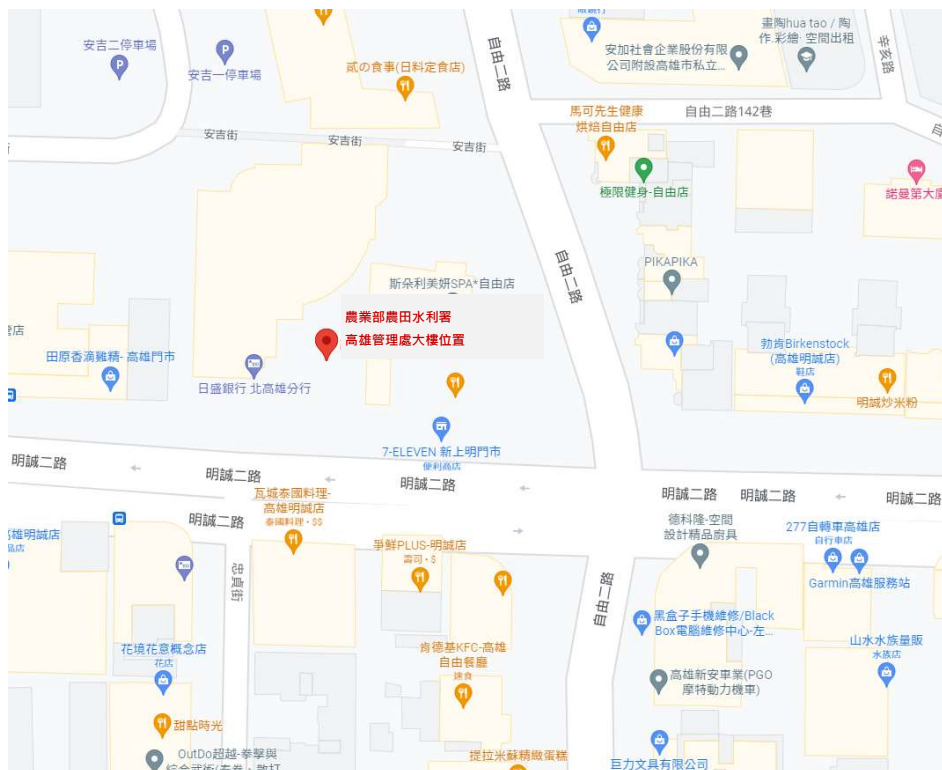 眼鏡行
畫陶hua tao / 陶
作.彩繪· 空間出租
安吉二停車場
P
安吉一停車場
P
貳の食事(日料定食店)
自由二路
安加社會企業股份有限
公司附設高雄市私立...
辛亥路
馬可先生健康
烘焙自由店
自由二路142巷
安吉街
安吉街
安吉街
極限健身-自由店
諾曼第大廈
自由二路
PIKAPIKA
斯朵利美妍SPA*自由店
農業部農田水利署
高雄管理處大樓位置
店
田原香滴雞精- 高雄門市
日盛銀行 北高雄分行
勃肯Birkenstock
(高雄明誠店)
鞋店
明誠炒米粉
7-ELEVEN 新上明門市
便利商店
明誠二路
明誠二路
明誠二路
明誠二路
明誠二路
明誠二路
明誠二路
瓦城泰國料理-
高雄明誠店
泰國料理・$$
德科隆-空間
設計精品廚具
277自轉車高雄店
自行車店
Garmin高雄服務站
高雄明誠店
品店
爭鮮PLUS-明誠店
壽司・$
忠貞街
自由二路
黑盒子手機維修/Black
Box電腦維修中心-左...
山水水族量販
水族店
花境花意概念店
花店
肯德基KFC-高雄
自由餐廳
速食
高雄新安車業(PGO
摩特動力機車)
甜點時光
OutDo超越·拳擊與
綜合武術(泰拳、散打
提拉米蘇精緻蛋糕
巨力文具有限公司